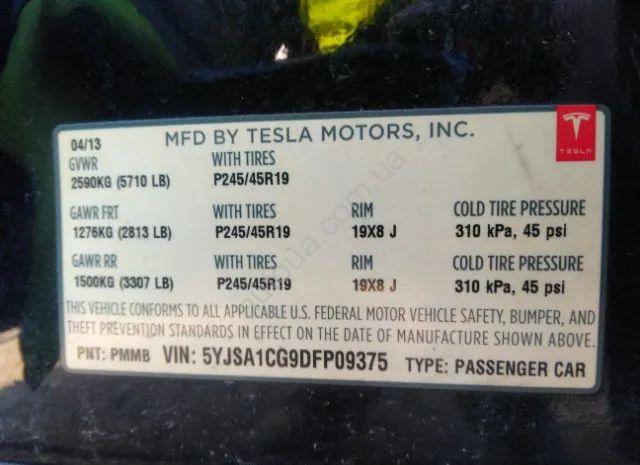 04/13 MFD BY TESLA MOTORS, INC.
TESLA
GVWR WITH TIRES
2590KG (5710 LB) P245/45R19
GAWR FRT WITH TIRES RIM COLD TIRE PRESSURE
1276KG (2813 LB) P245/45R19 19X8 J 310 kPa, 45 psi
GAWR RR WITH TIRES RIM COLD TIRE PRESSURE
1500KG (3307 LB) P245/45R19 19X8 J 310 kPa, 45 psi
THIS VEHICLE CONFORMS TO ALL APPLICABLE U.S. FEDERAL MOTOR VEHICLE SAFETY, BUMPER, AND
THEFT PREVENTION STANDARDS IN EFFECT ON THE DATE OF MANUFACTURE SHOWN ABOVE.
PNT: PMMB VIN: 5YJSA1CG9DFP09375 TYPE: PASSENGER CAR